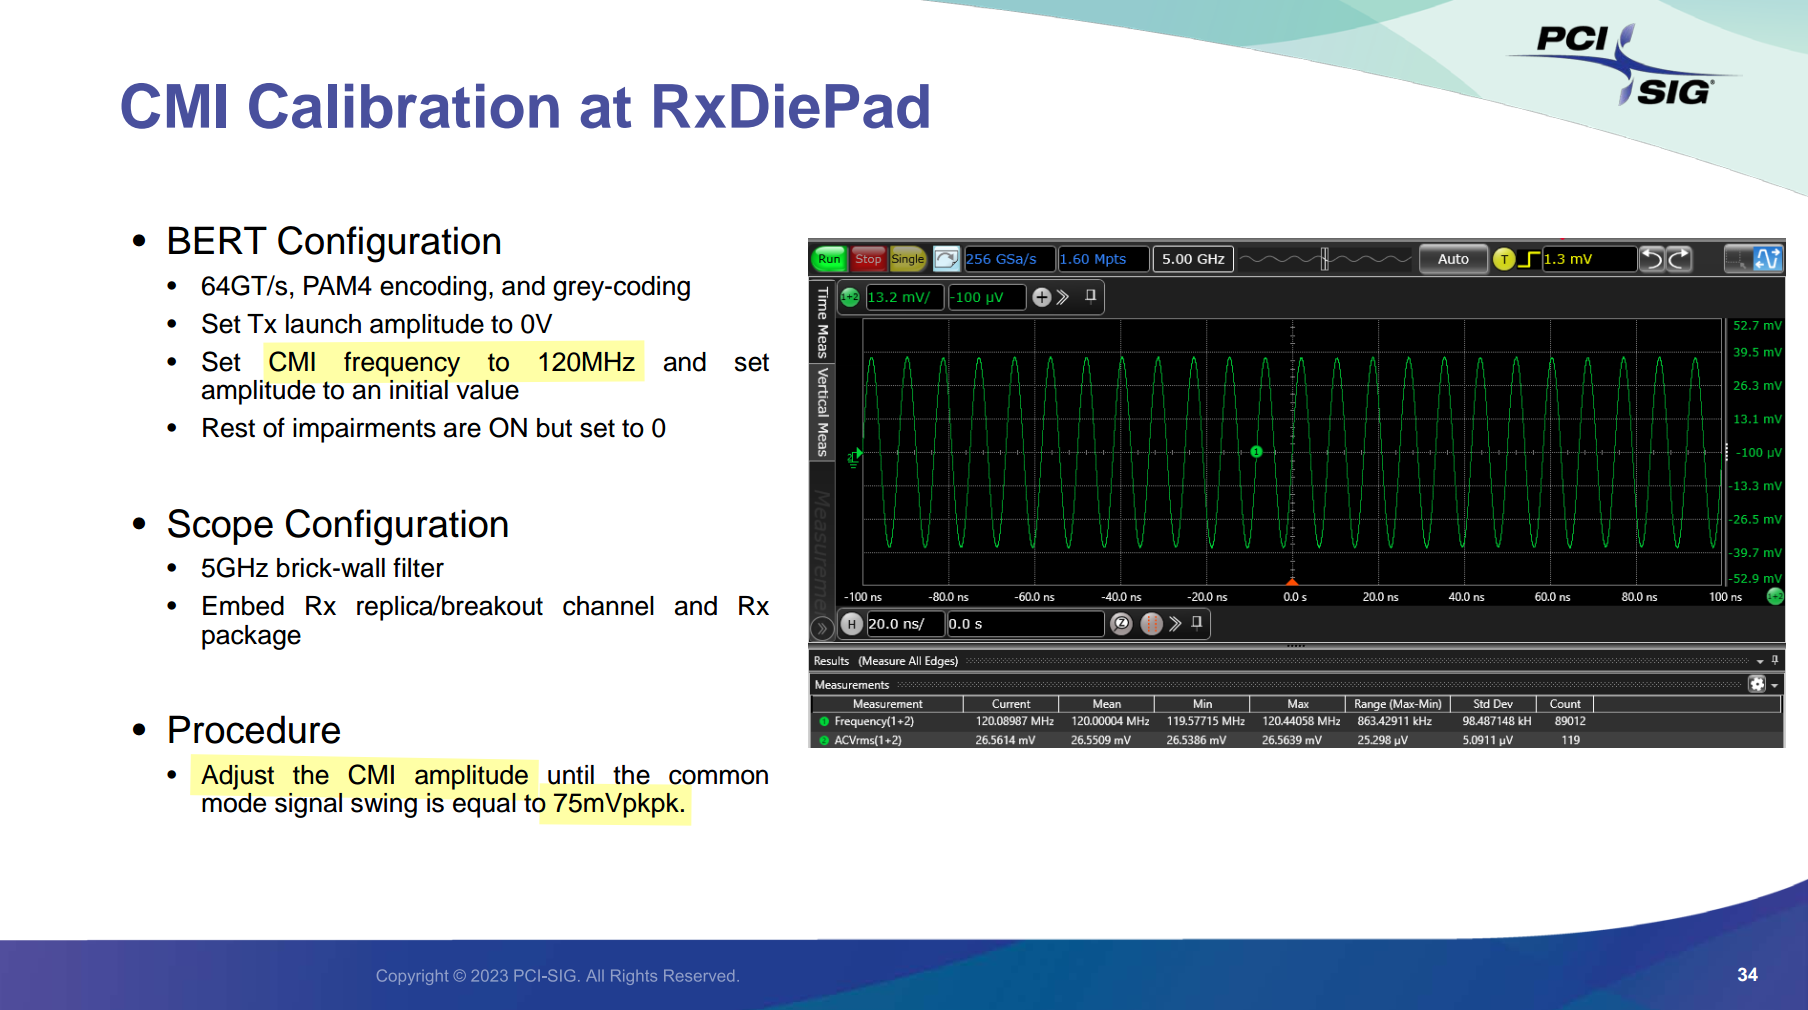 PCI
SIG
CMI Calibration at RxDiePad
• BERT Configuration
• 64GT/s, PAM4 encoding, and grey-coding
• Set Tx launch amplitude to 0V
• Set CMI frequency to 120MHz and set
amplitude to an initial value
• Rest of impairments are ON but set to 0
• Scope Configuration
• 5GHz brick-wall filter
• Embed Rx replica/breakout channel and Rx
package
• Procedure
• Adjust the CMI amplitude until the common
mode signal swing is equal to 75mVpkpk.
Run Stop Single 256 GSa/s 1.60 Mpts 5.00 GHz Auto T 1.3 mV
1+2 13.2 mV/ -100 µV
Time Meas
Vertical Meas
Measurement
52.7 mV
39.5 mV
26.3 mV
13.1 mV
-100 µV
-13.3 mV
-26.5 mV
-39.7 mV
-52.9 mV
1
-100 ns -80.0 ns -60.0 ns -40.0 ns -20.0 ns 0.0 s 20.0 ns 40.0 ns 60.0 ns 80.0 ns 100 ns 1+2
H 20.0 ns/ 0.0 s
Results (Measure All Edges)
Measurements
Measurement Current Mean Min Max Range (Max-Min) Std Dev Count
1 Frequency(1+2) 120.08987 MHz 120.00004 MHz 119.57715 MHz 120.44058 MHz 863.42911 kHz 98.487148 kH 89012
2 ACVrms(1+2) 26.5614 mV 26.5509 mV 26.5386 mV 26.5639 mV 25.298 µV 5.0911 µV 119
Copyright © 2023 PCI-SIG. All Rights Reserved.
34